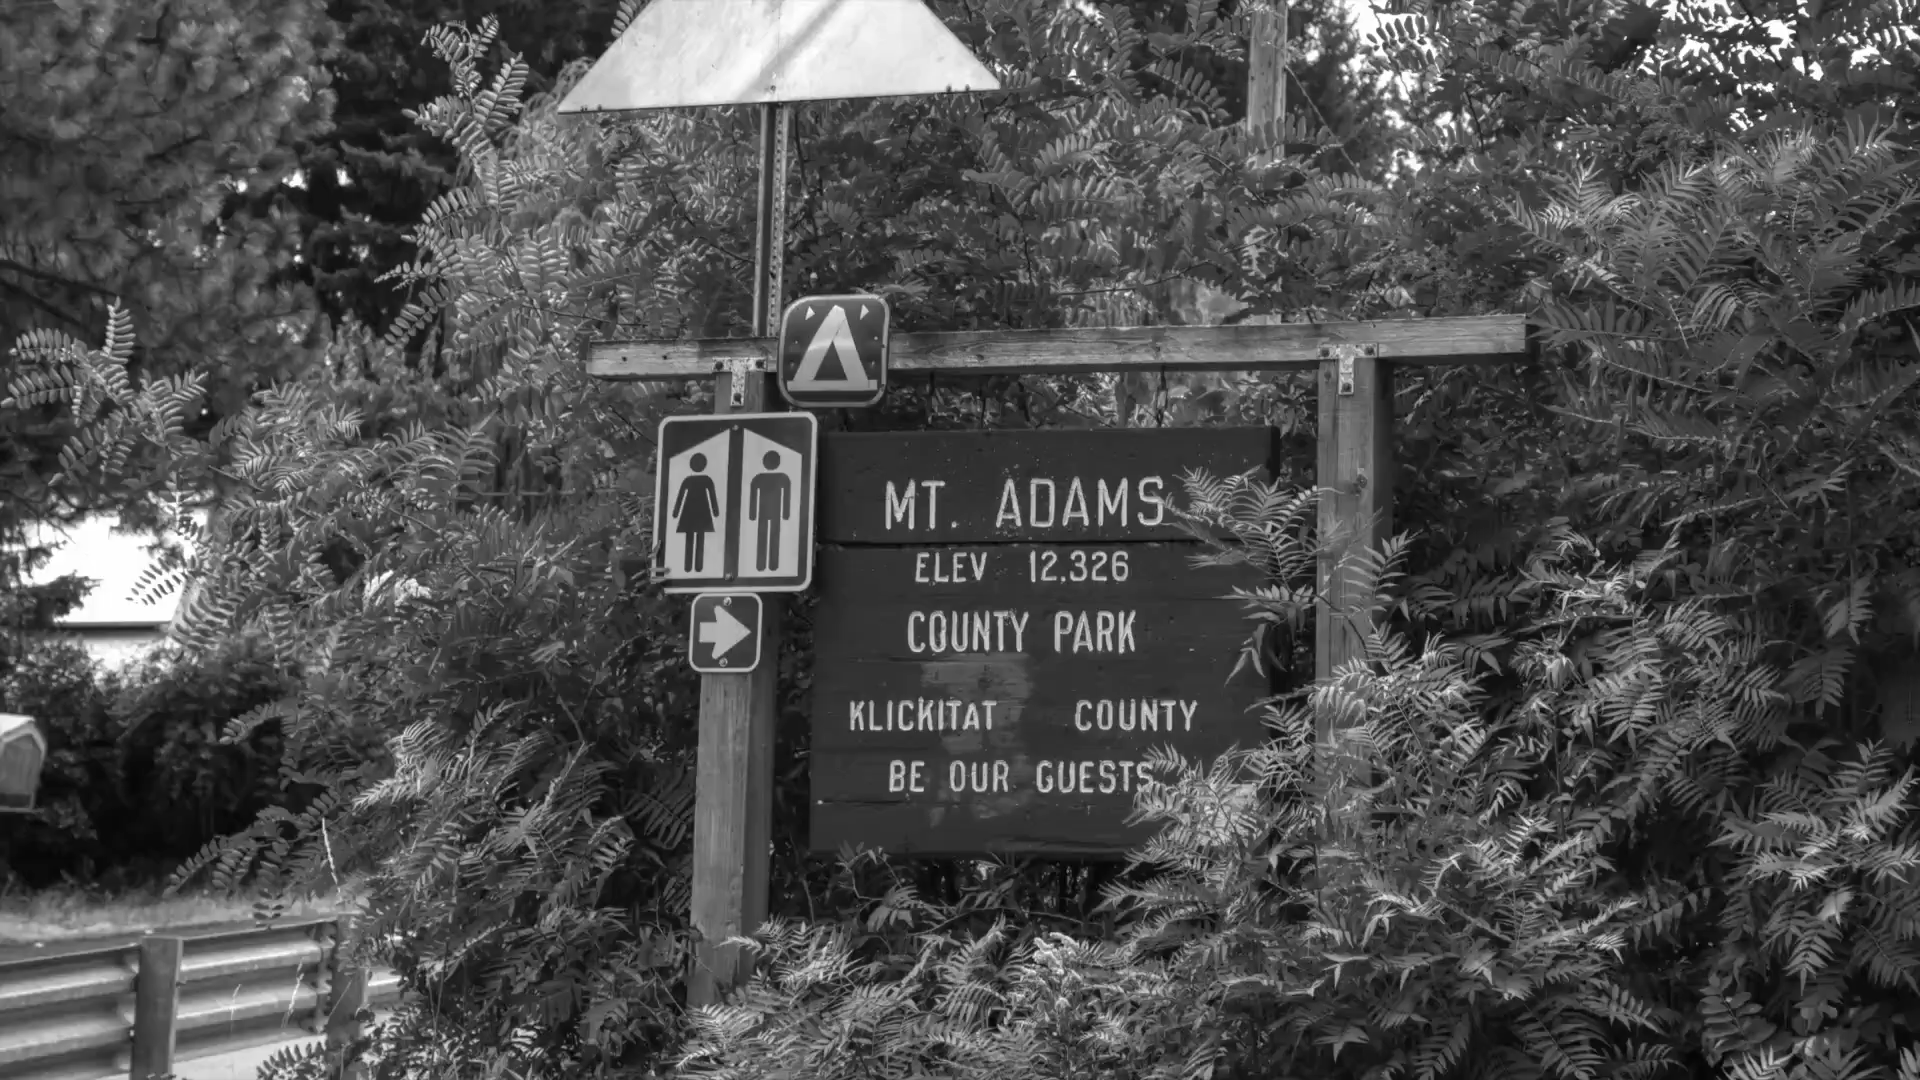 MT. ADAMS
ELEV 12.326
COUNTY PARK
KLICKITAT COUNTY
BE OUR GUESTS